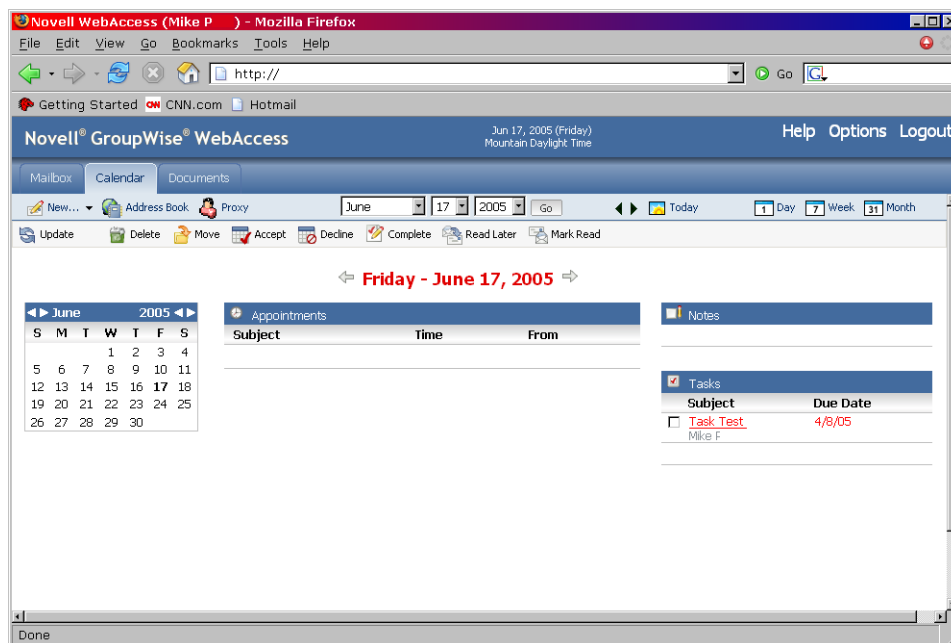 Novell WebAccess (Mike P ) - Mozilla Firefox
File Edit View Go Bookmarks Tools Help
http:// Go G
Getting Started CNN.com Hotmail
Novell® GroupWise® WebAccess
Jun 17, 2005 (Friday)
Mountain Daylight Time
Help Options Logout
Mailbox Calendar Documents
New... Address Book Proxy June 17 2005 Go Today 1 Day 7 Week 31 Month
Update Delete Move Accept Decline Complete Read Later Mark Read
Friday - June 17, 2005
June 2005
S M T W T F S
1 2 3 4
5 6 7 8 9 10 11
12 13 14 15 16 17 18
19 20 21 22 23 24 25
26 27 28 29 30
Appointments
Subject Time From
Notes
Tasks
Subject Due Date
Task Test 4/8/05
Mike P
Done